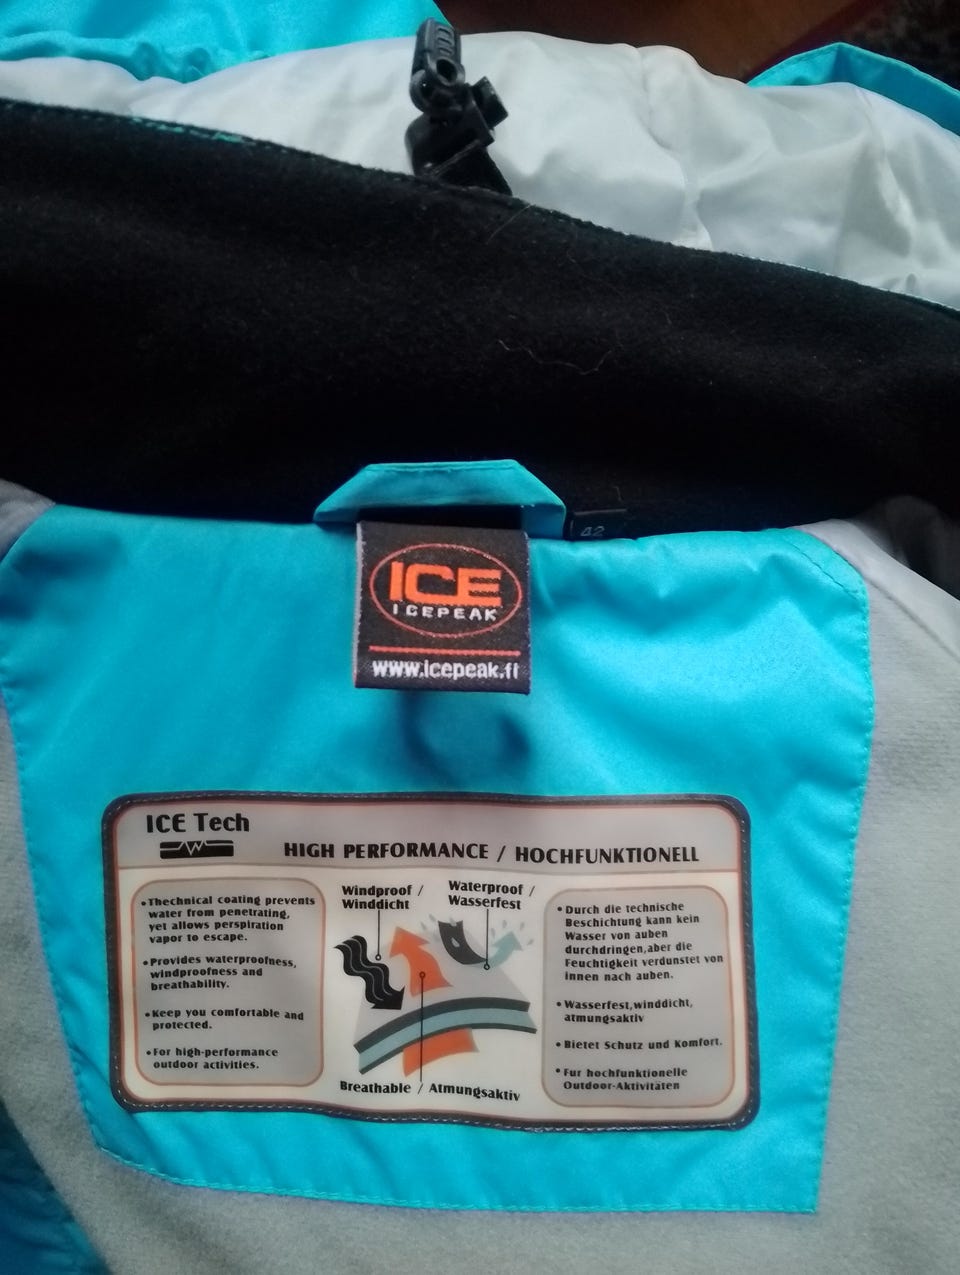 42
ICE
ICEPEAK
www.icepeak.fi
ICE Tech
HIGH PERFORMANCE / HOCHFUNKTIONELL
•Thechnical coating prevents
water from penetrating,
yet allows perspiration
vapor to escape.
•Provides waterproofness,
windproofness and
breathability.
•Keep you comfortable and
protected.
•For high-performance
outdoor activities.
Windproof /
Winddicht
Waterproof /
Wasserfest
Breathable / Atmungsaktiv
•Durch die technische
Beschichtung kann kein
Wasser von auben
durchdringen,aber die
Feuchtigkeit verdunstet von
innen nach auben.
•Wasserfest,winddicht,
atmungsaktiv
•Bietet Schutz und Komfort.
•Fur hochfunktionelle
Outdoor-Aktivitäten